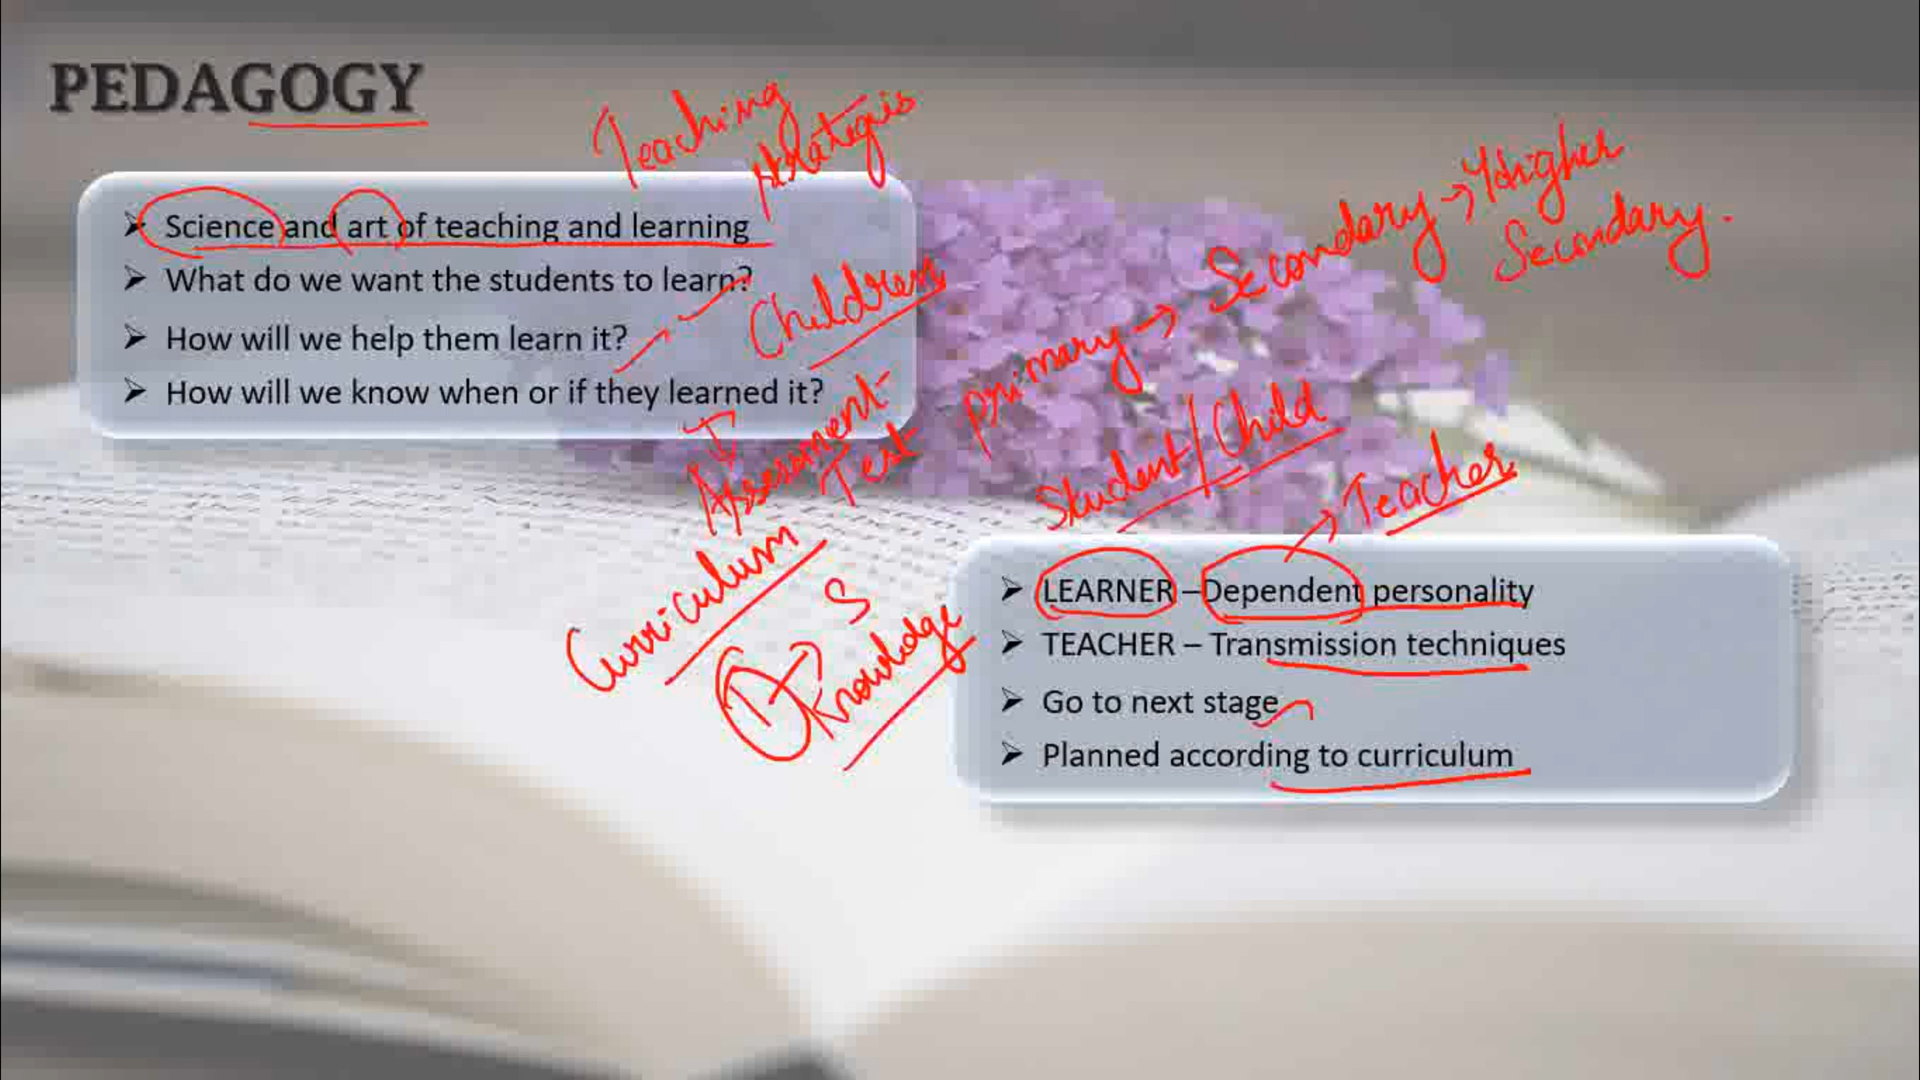 PEDAGOGY
Teaching
strategis
➢ Science and art of teaching and learning
➢ What do we want the students to learn?
➢ How will we help them learn it?
➢ How will we know when or if they learned it?
Children
Assessment
Test
Curriculum
T → S
Knowledge
primary → Secondary → Higher
Secondary.
Student/Child
→ Teacher
➢ LEARNER – Dependent personality
➢ TEACHER – Transmission techniques
➢ Go to next stage
➢ Planned according to curriculum